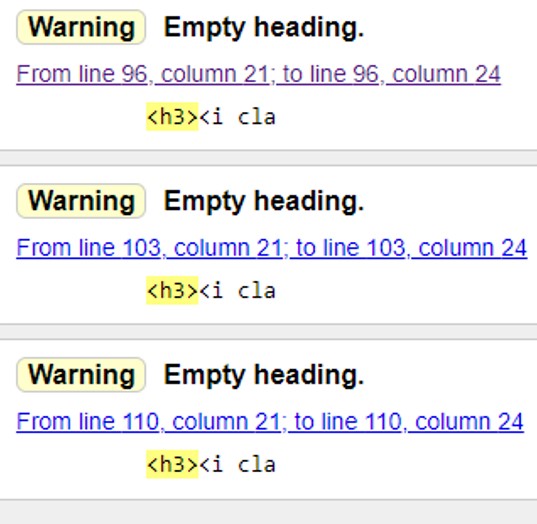 Warning Empty heading.
From line 96, column 21; to line 96, column 24
<h3><i cla
Warning Empty heading.
From line 103, column 21; to line 103, column 24
<h3><i cla
Warning Empty heading.
From line 110, column 21; to line 110, column 24
<h3><i cla